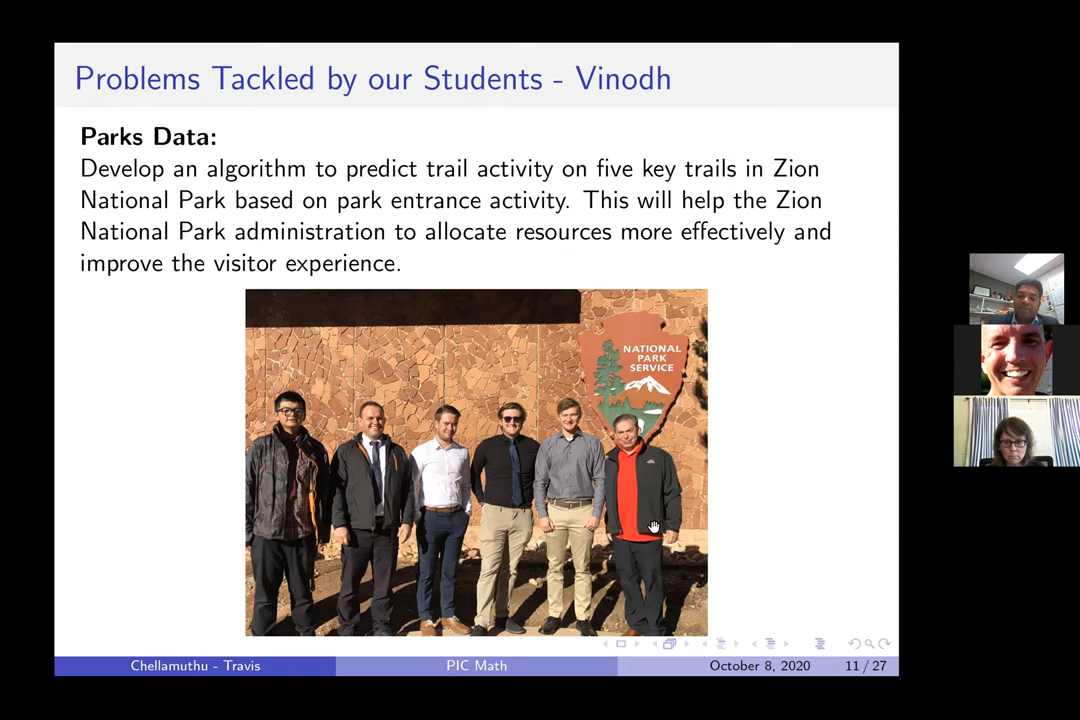 Problems Tackled by our Students - Vinodh
Parks Data:
Develop an algorithm to predict trail activity on five key trails in Zion
National Park based on park entrance activity. This will help the Zion
National Park administration to allocate resources more effectively and
improve the visitor experience.
NATIONAL
PARK
SERVICE
Chellamuthu - Travis
PIC Math
October 8, 2020
11 / 27